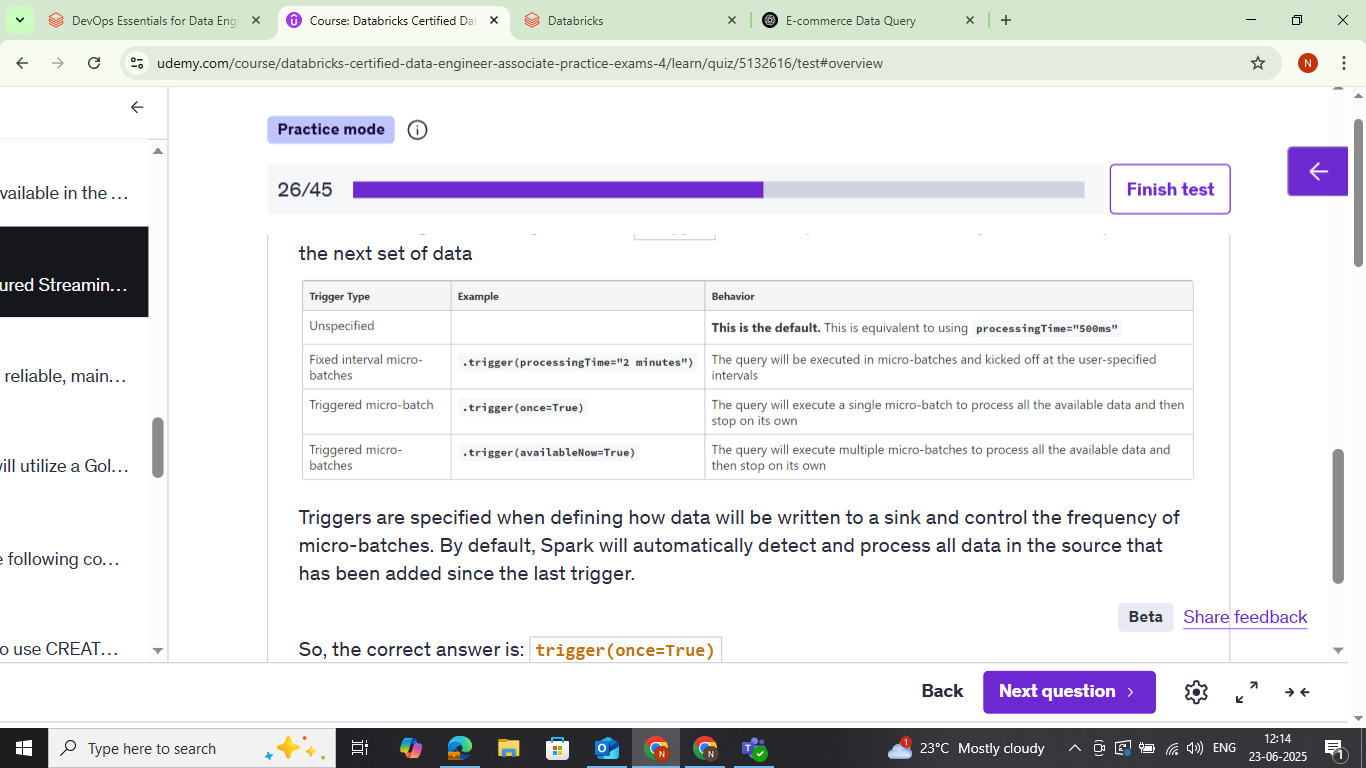 DevOps Essentials for Data Eng
Course: Databricks Certified Dat
Databricks
E-commerce Data Query
udemy.com/course/databricks-certified-data-engineer-associate-practice-exams-4/learn/quiz/5132616/test#overview
N
Practice mode
26/45
Finish test
vailable in the ...
ured Streamin...
reliable, main...
ill utilize a Gol...
e following co...
o use CREAT...
the next set of data
Trigger Type Example Behavior
Unspecified This is the default. This is equivalent to using processingTime="500ms"
Fixed interval micro-batches .trigger(processingTime="2 minutes") The query will be executed in micro-batches and kicked off at the user-specified intervals
Triggered micro-batch .trigger(once=True) The query will execute a single micro-batch to process all the available data and then stop on its own
Triggered micro-batches .trigger(availableNow=True) The query will execute multiple micro-batches to process all the available data and then stop on its own
Triggers are specified when defining how data will be written to a sink and control the frequency of
micro-batches. By default, Spark will automatically detect and process all data in the source that
has been added since the last trigger.
Beta Share feedback
So, the correct answer is: trigger(once=True)
Back Next question
Type here to search
23°C Mostly cloudy
ENG
12:14
23-06-2025